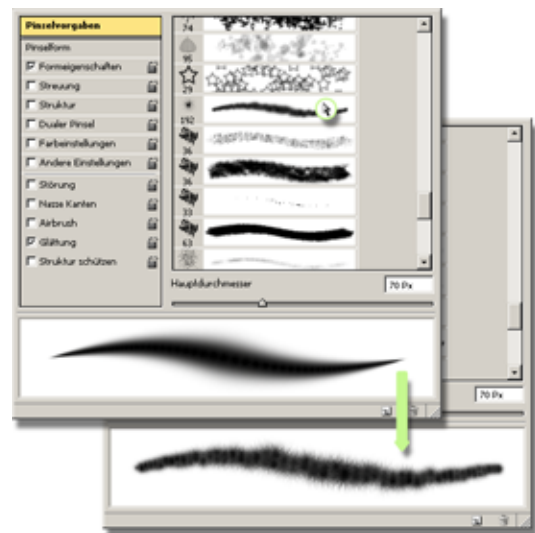 Pinselvorgaben
Pinselform
Formeigenschaften
Streuung
Struktur
Dualer Pinsel
Farbeinstellungen
Andere Einstellungen
Störung
Nasse Kanten
Airbrush
Glättung
Struktur schützen
74
95
29
192
36
36
33
63
Hauptdurchmesser 70 Px
70 Px